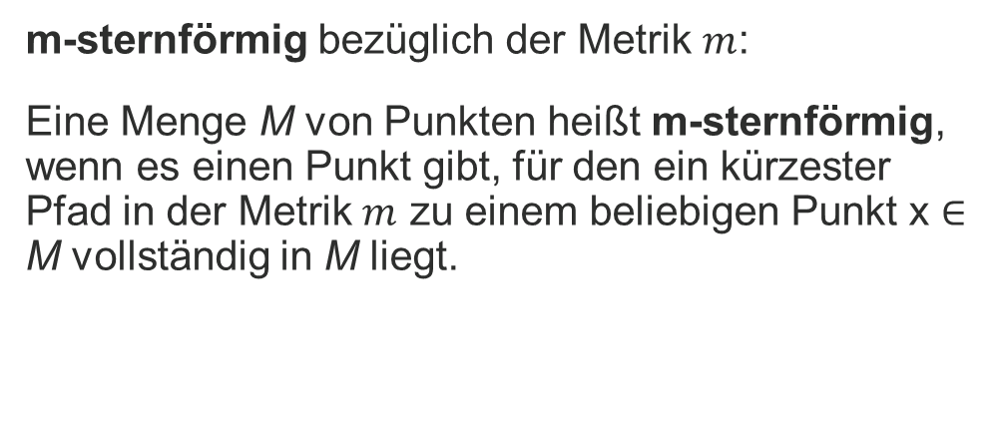 m-sternförmig bezüglich der Metrik 𝑚:
Eine Menge M von Punkten heißt m-sternförmig,
wenn es einen Punkt gibt, für den ein kürzester
Pfad in der Metrik 𝑚 zu einem beliebigen Punkt x ∈
M vollständig in M liegt.